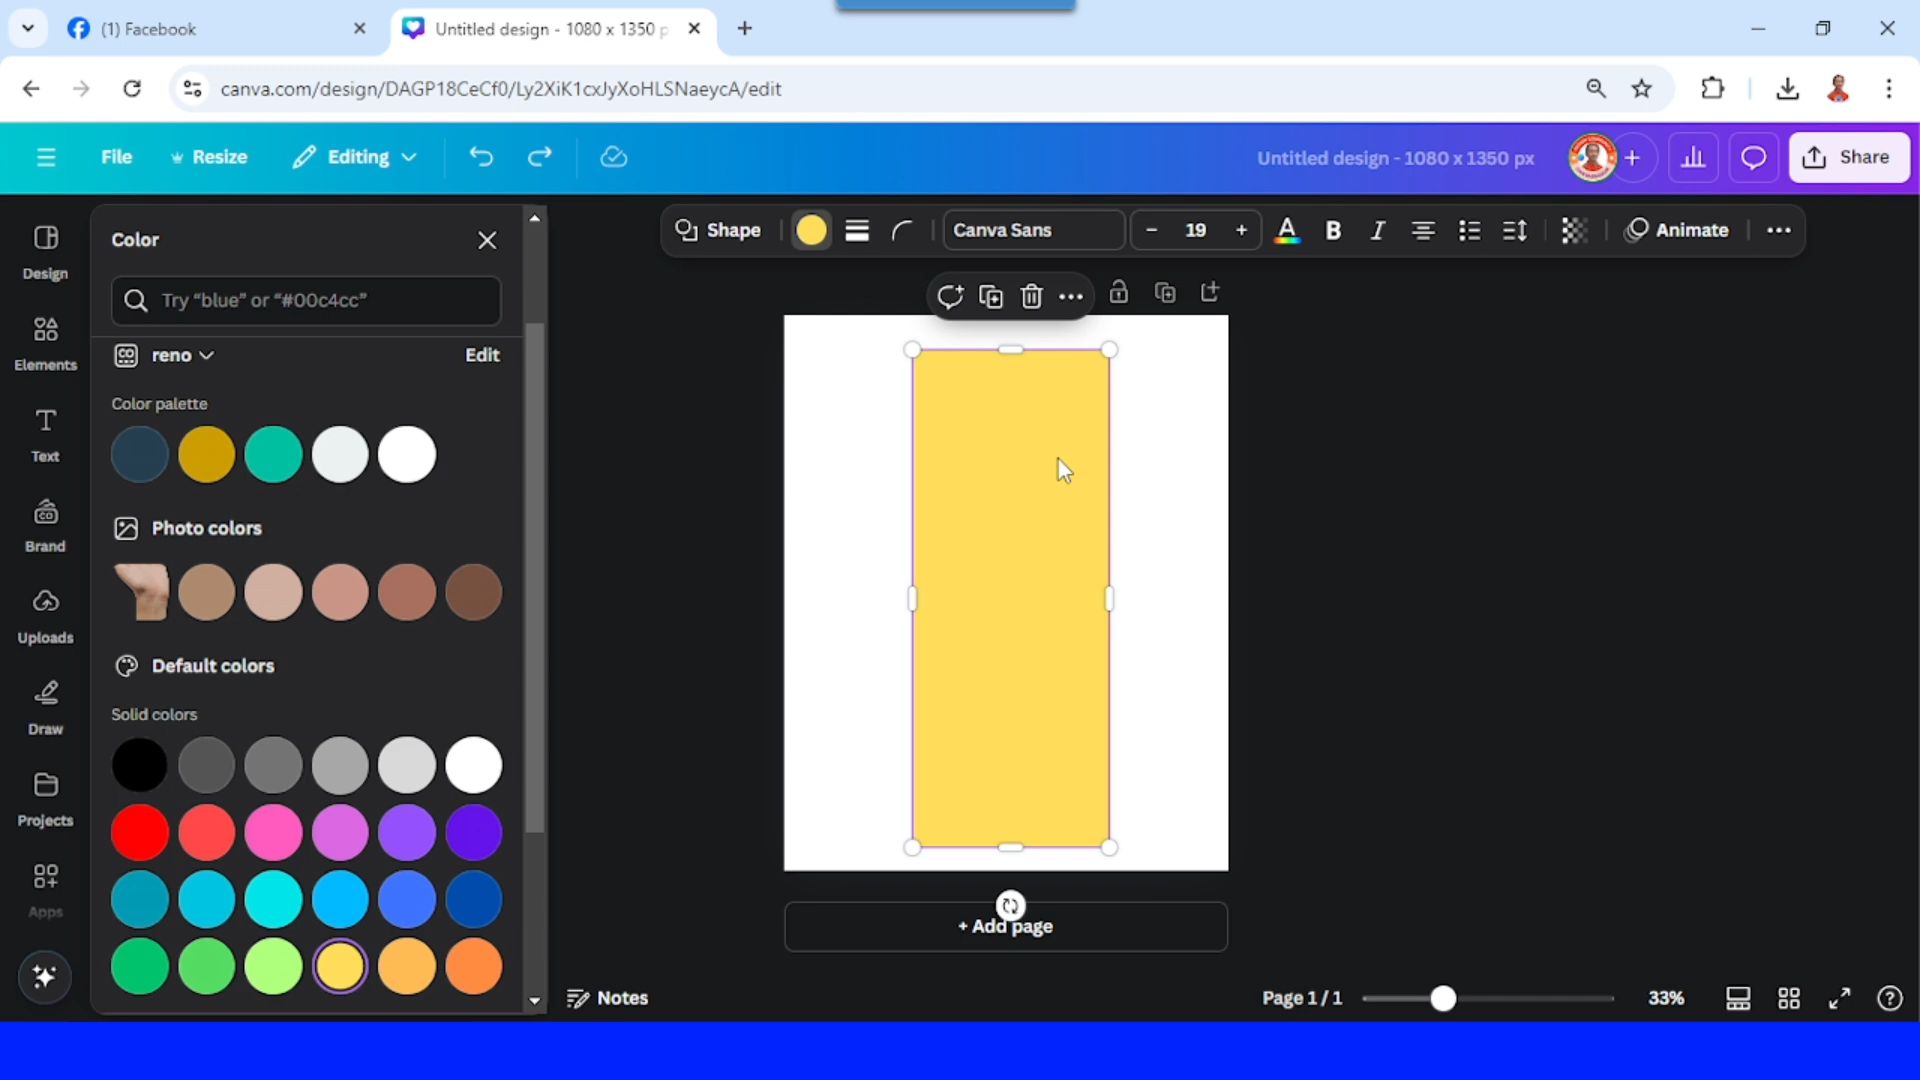 (1) Facebook
Untitled design - 1080 x 1350 p
canva.com/design/DAGP18CeCf0/Ly2XiK1cxJyXoHLSNaeycA/edit
File
Resize
Editing
Untitled design - 1080 x 1350 px
Share
Design
Elements
Text
Brand
Uploads
Draw
Projects
Apps
Color
Try “blue” or “#00c4cc”
reno
Edit
Color palette
Photo colors
Default colors
Solid colors
Shape
Canva Sans
19
Animate
+ Add page
Notes
Page 1 / 1
33%